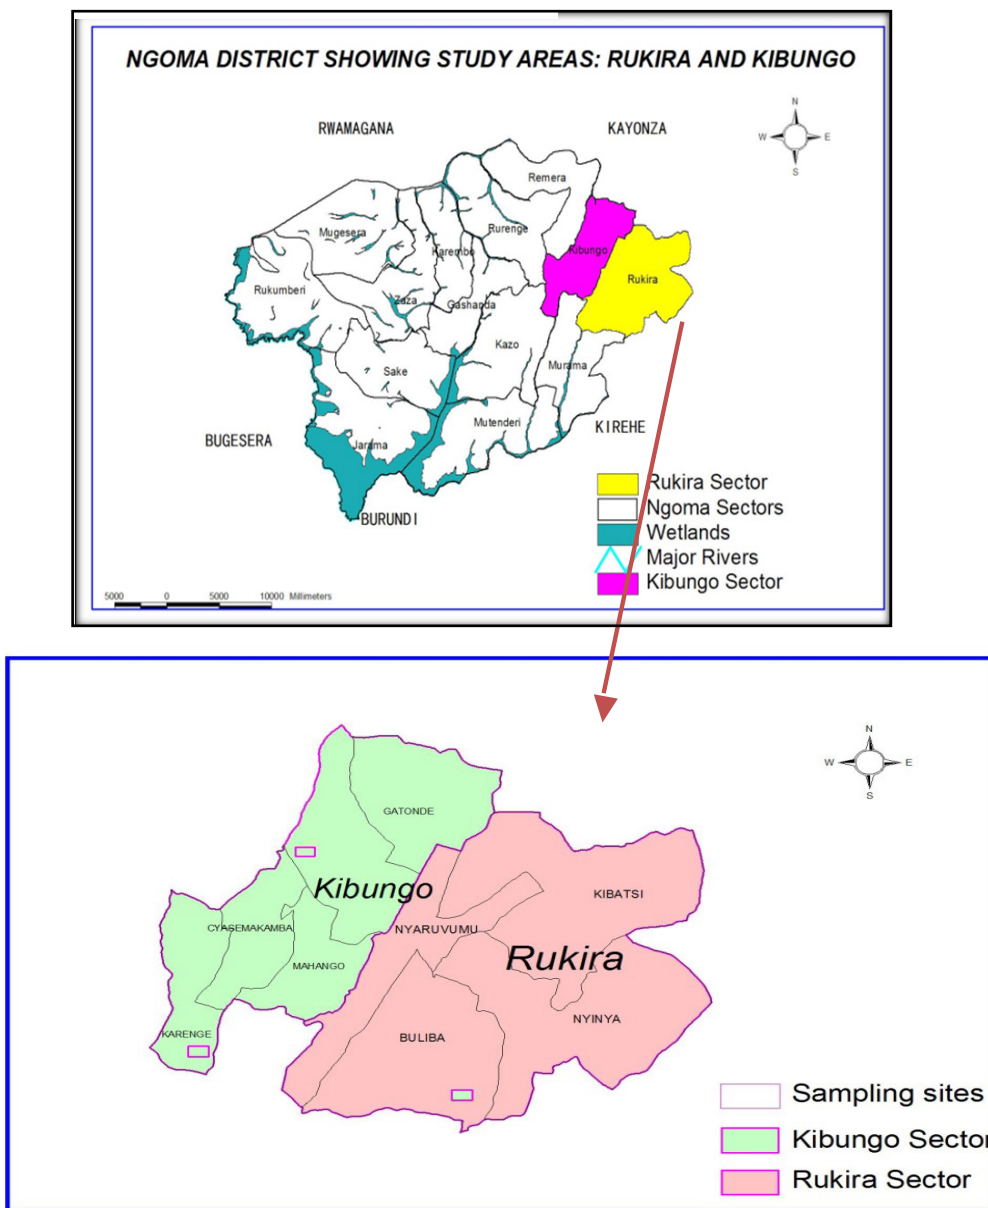 NGOMA DISTRICT SHOWING STUDY AREAS: RUKIRA AND KIBUNGO
RWAMAGANA
KAYONZA
N
W
E
S
Remera
Mugesera
Rurenge
Karembo
Kibungo
Rukira
Rukumberi
Zaza
Gashanda
Kazo
Sake
Murama
Mutenderi
KIREHE
BUGESERA
Jarama
BURUNDI
Rukira Sector
Ngoma Sectors
Wetlands
Major Rivers
Kibungo Sector
5000 0 5000 10000 Millimeters
N
W
E
S
GATONDE
Kibungo
KIBATSI
CYASEMAKAMBA
NYARUVUMU
MAHANGO
Rukira
NYINYA
KARENGE
BULIBA
Sampling sites
Kibungo Sector
Rukira Sector